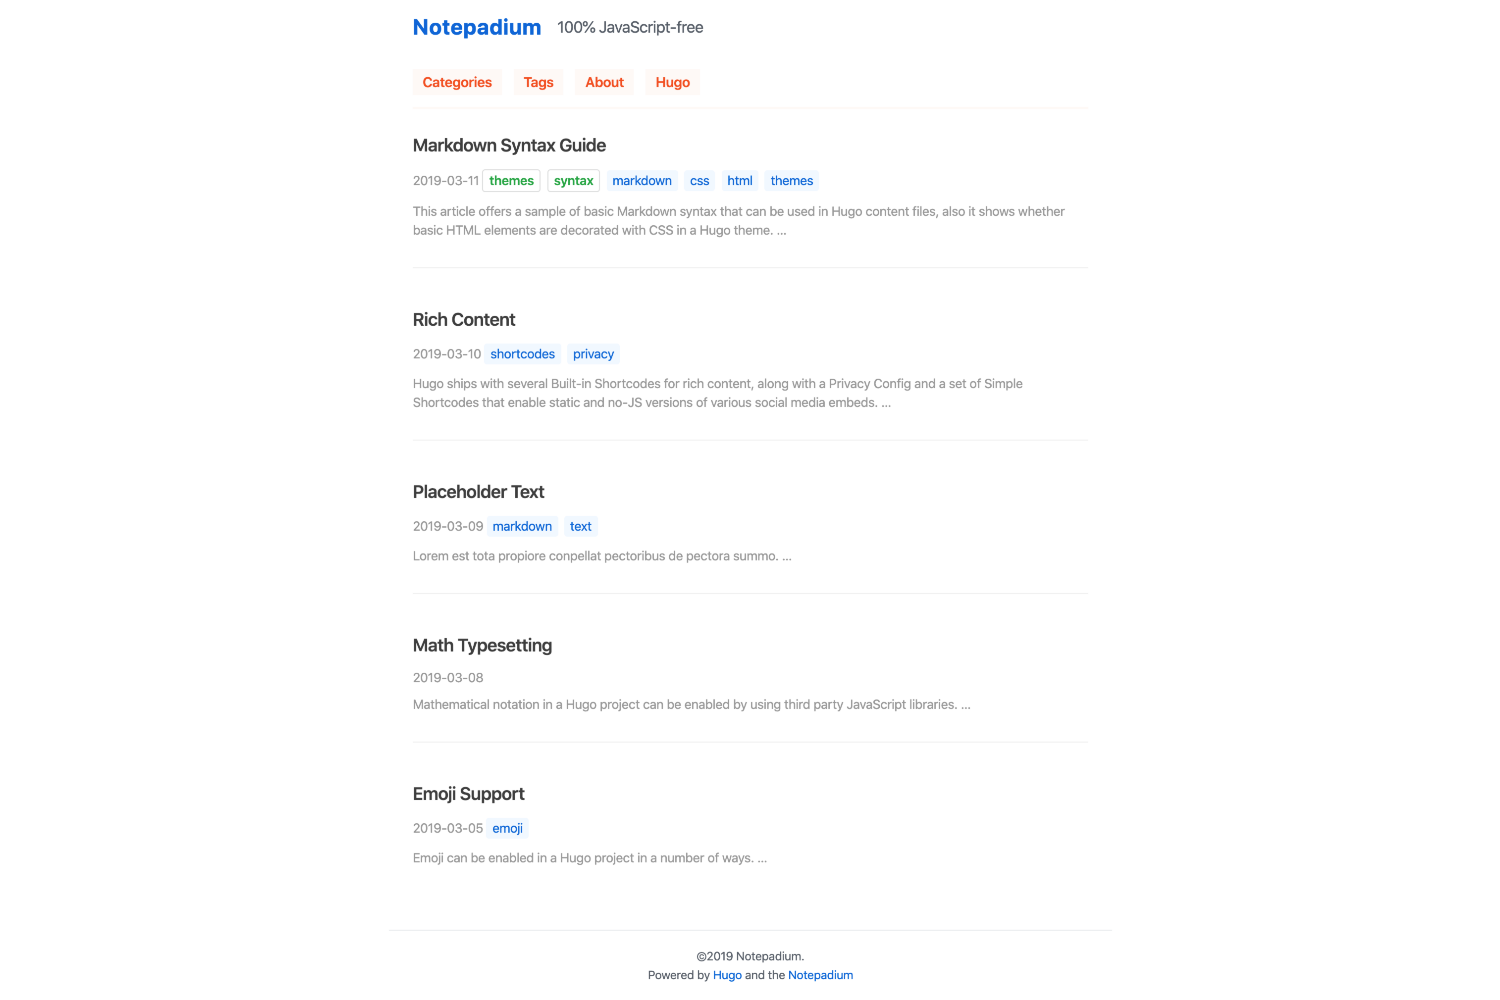 Notepadium 100% JavaScript-free
Categories Tags About Hugo
Markdown Syntax Guide
2019-03-11 themes syntax markdown css html themes
This article offers a sample of basic Markdown syntax that can be used in Hugo content files, also it shows whether
basic HTML elements are decorated with CSS in a Hugo theme. ...
Rich Content
2019-03-10 shortcodes privacy
Hugo ships with several Built-in Shortcodes for rich content, along with a Privacy Config and a set of Simple
Shortcodes that enable static and no-JS versions of various social media embeds. ...
Placeholder Text
2019-03-09 markdown text
Lorem est tota propiore conpellat pectoribus de pectora summo. ...
Math Typesetting
2019-03-08
Mathematical notation in a Hugo project can be enabled by using third party JavaScript libraries. ...
Emoji Support
2019-03-05 emoji
Emoji can be enabled in a Hugo project in a number of ways. ...
©2019 Notepadium.
Powered by Hugo and the Notepadium